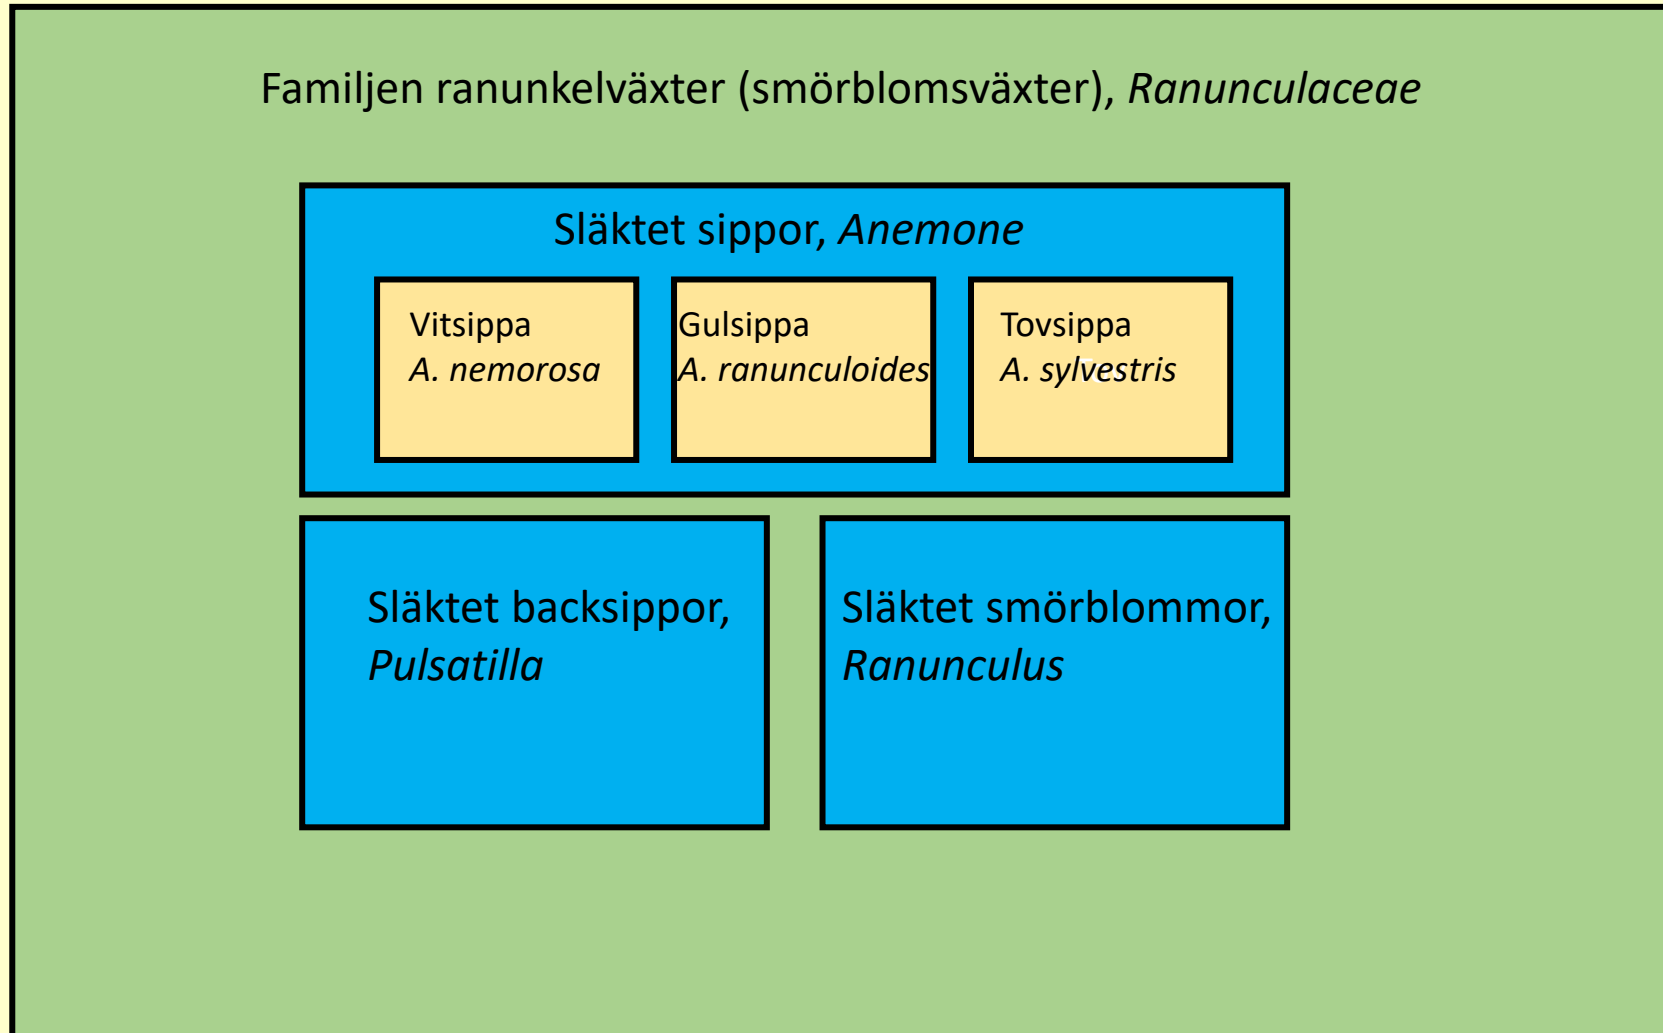 Familjen ranunkelväxter (smörblomsväxter), Ranunculaceae
Släktet sippor, Anemone
Vitsippa
A. nemorosa
Gulsippa
A. ranunculoides
Tovsippa
A. sylvestris
Släktet backsippor,
Pulsatilla
Släktet smörblommor,
Ranunculus